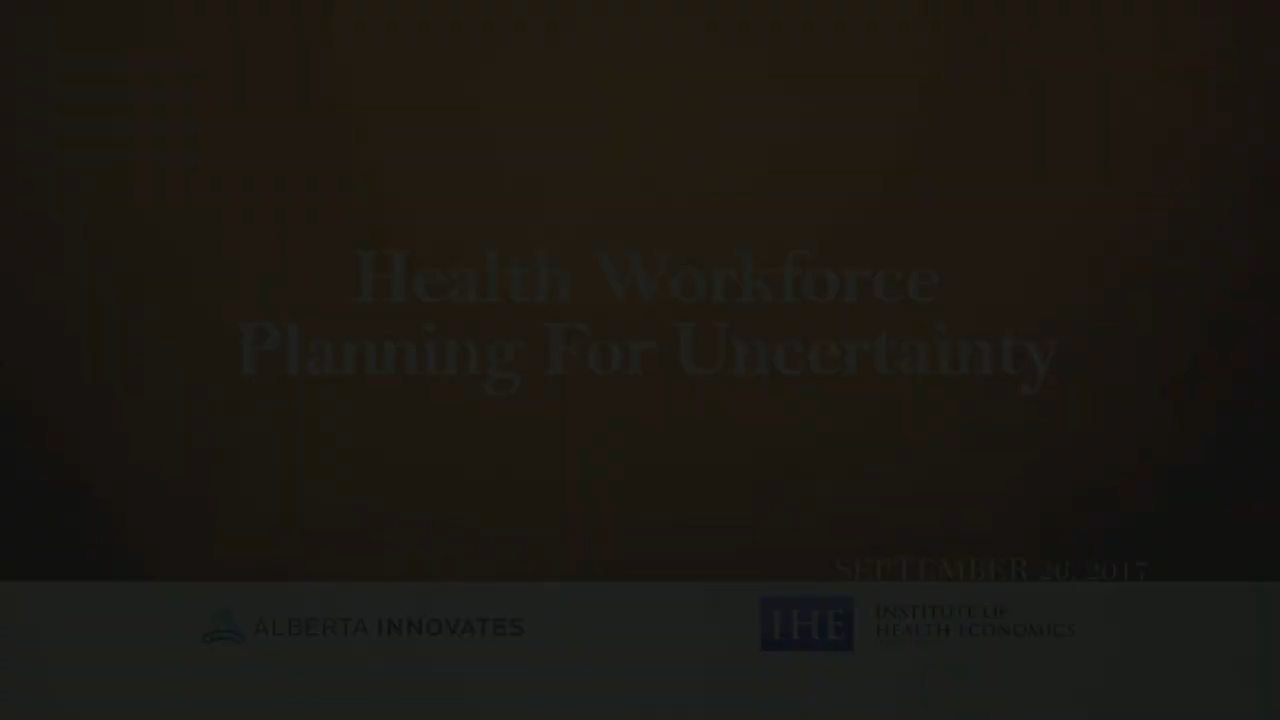 Health Workforce
Planning For Uncertainty
SEPTEMBER 26, 2017
ALBERTA INNOVATES
IHE
INSTITUTE OF
HEALTH ECONOMICS